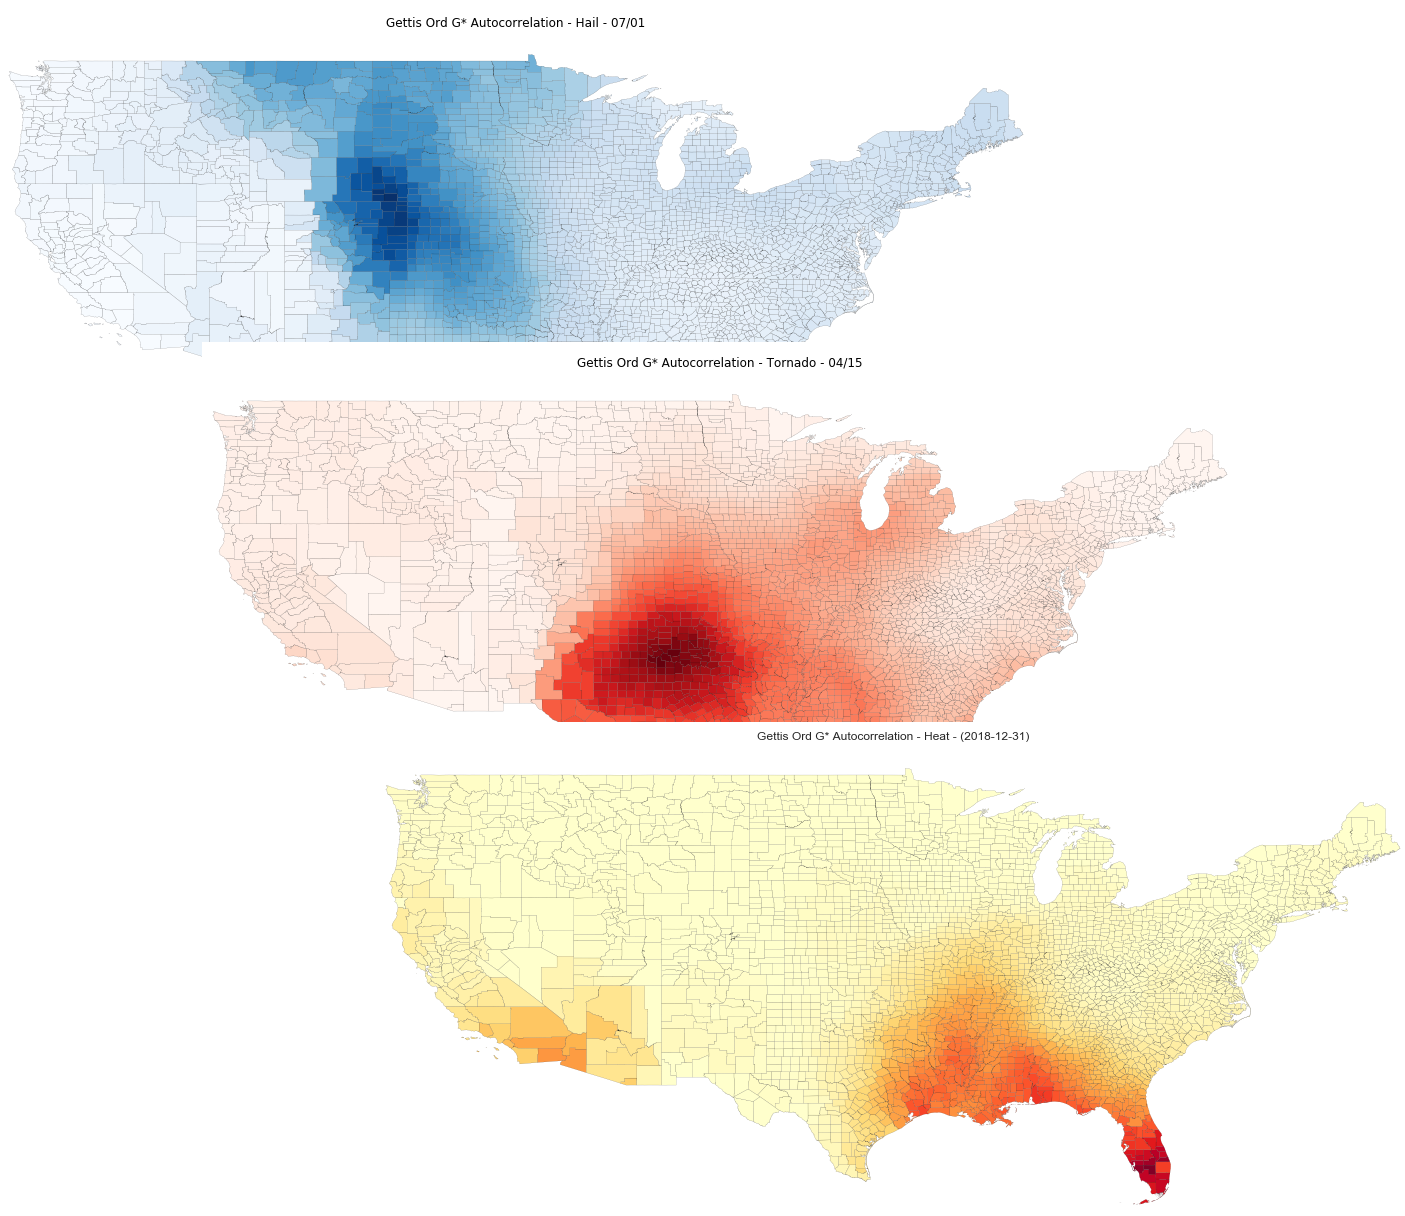 Gettis Ord G* Autocorrelation - Hail - 07/01
Gettis Ord G* Autocorrelation - Tornado - 04/15
Gettis Ord G* Autocorrelation - Heat - (2018-12-31)